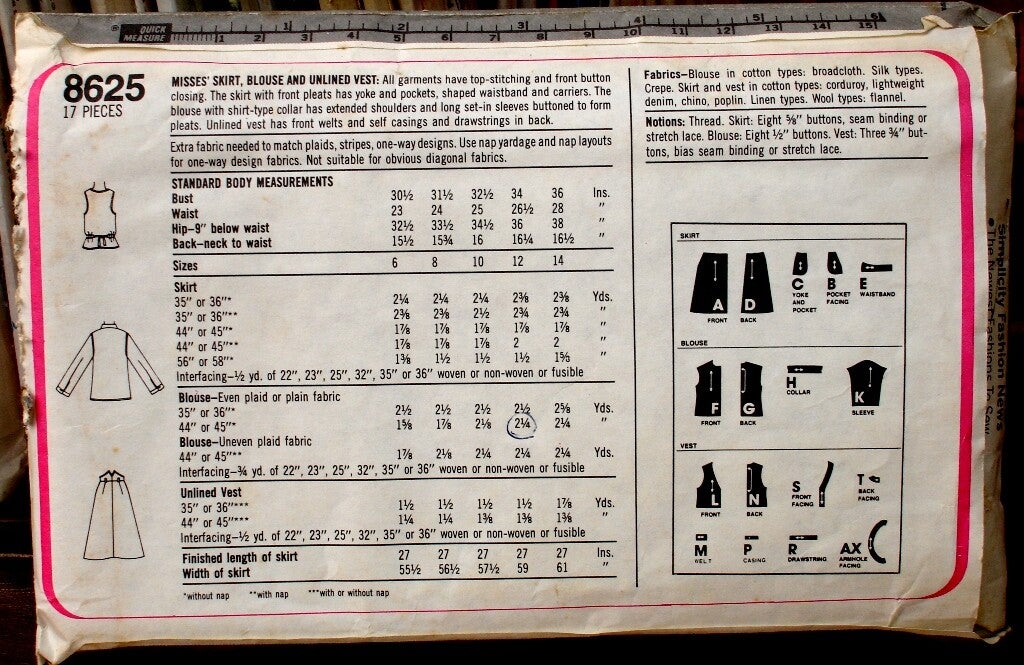 QUICK
MEASURE
1 2 3 4 5 6
1 2 3 4 5 6 7 8 9 10 11 12 13 14 15
8625
17 PIECES
MISSES' SKIRT, BLOUSE AND UNLINED VEST: All garments have top-stitching and front button
closing. The skirt with front pleats has yoke and pockets, shaped waistband and carriers. The
blouse with shirt-type collar has extended shoulders and long set-in sleeves buttoned to form
pleats. Unlined vest has front welts and self casings and drawstrings in back.
Extra fabric needed to match plaids, stripes, one-way designs. Use nap yardage and nap layouts
for one-way design fabrics. Not suitable for obvious diagonal fabrics.
STANDARD BODY MEASUREMENTS
Bust 30½ 31½ 32½ 34 36 Ins.
Waist 23 24 25 26½ 28 "
Hip-9" below waist 32½ 33½ 34½ 36 38 "
Back-neck to waist 15½ 15¾ 16 16¼ 16½ "
Sizes 6 8 10 12 14
Skirt
35" or 36"* 2¼ 2¼ 2¼ 2⅜ 2⅜ Yds.
35" or 36"** 2⅜ 2⅜ 2½ 2¾ 2¾ "
44" or 45"* 1⅞ 1⅞ 1⅞ 1⅞ 1⅞ "
44" or 45"** 1⅞ 1⅞ 1⅞ 2 2 "
56" or 58"* 1⅜ 1½ 1½ 1½ 1⅝ "
Interfacing-½ yd. of 22", 23", 25", 32", 35" or 36" woven or non-woven or fusible
Blouse-Even plaid or plain fabric
35" or 36"* 2½ 2½ 2½ 2½ 2⅝ Yds.
44" or 45"* 1⅝ 1⅞ 2⅛ 2¼ 2¼ "
Blouse-Uneven plaid fabric
44" or 45"** 1⅞ 2⅛ 2¼ 2¼ 2¼ Yds.
Interfacing-¾ yd. of 22", 23", 25", 32", 35" or 36" woven or non-woven or fusible
Unlined Vest
35" or 36"*** 1½ 1½ 1½ 1½ 1⅞ Yds.
44" or 45"*** 1¼ 1¼ 1⅜ 1⅜ 1⅜ "
Interfacing-½ yd. of 22", 23", 25", 32", 35" or 36" woven or non-woven or fusible
Finished length of skirt 27 27 27 27 27 Ins.
Width of skirt 55½ 56½ 57½ 59 61 "
*without nap **with nap ***with or without nap
Fabrics-Blouse in cotton types: broadcloth. Silk types.
Crepe. Skirt and vest in cotton types: corduroy, lightweight
denim, chino, poplin. Linen types. Wool types: flannel.
Notions: Thread. Skirt: Eight ⅝" buttons, seam binding or
stretch lace. Blouse: Eight ½" buttons. Vest: Three ¾" but-
tons, bias seam binding or stretch lace.
SKIRT
A
FRONT
D
BACK
C
YOKE
AND
POCKET
B
POCKET
FACING
E
WAISTBAND
BLOUSE
F
FRONT
G
BACK
H
COLLAR
K
SLEEVE
VEST
L
FRONT
N
BACK
S
FRONT
FACING
T
BACK
FACING
M
WELT
P
CASING
R
DRAWSTRING
AX
ARMHOLE
FACING
Simplicity Fashion News
• The Newest Fashions To Sew